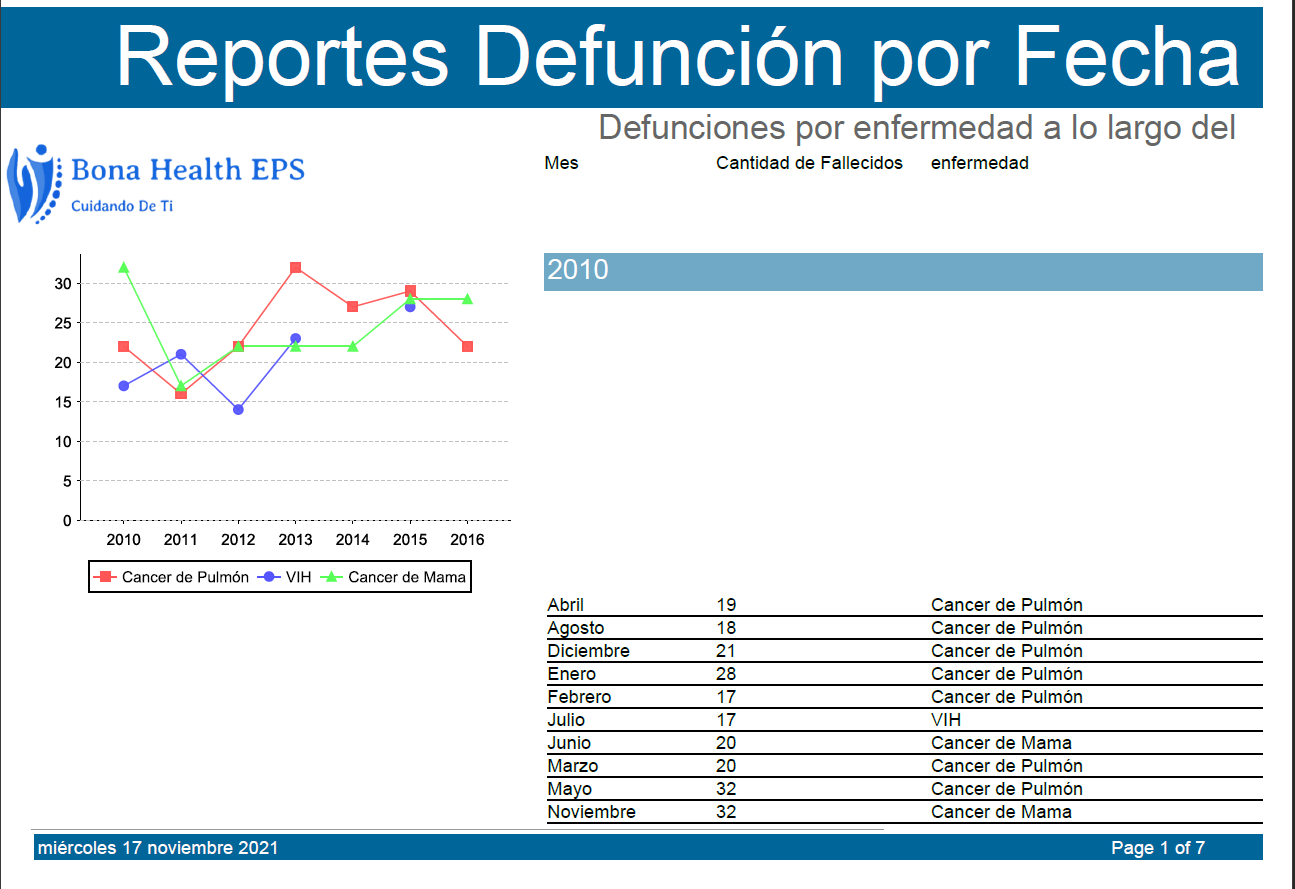 Reportes Defunción por Fecha
Defunciones por enfermedad a lo largo del
Mes Cantidad de Fallecidos enfermedad
Bona Health EPS
Cuidando De Ti
2010
30
25
20
15
10
5
0
2010 2011 2012 2013 2014 2015 2016
Cancer de Pulmón VIH Cancer de Mama
Abril 19 Cancer de Pulmón
Agosto 18 Cancer de Pulmón
Diciembre 21 Cancer de Pulmón
Enero 28 Cancer de Pulmón
Febrero 17 Cancer de Pulmón
Julio 17 VIH
Junio 20 Cancer de Mama
Marzo 20 Cancer de Pulmón
Mayo 32 Cancer de Pulmón
Noviembre 32 Cancer de Mama
miércoles 17 noviembre 2021 Page 1 of 7